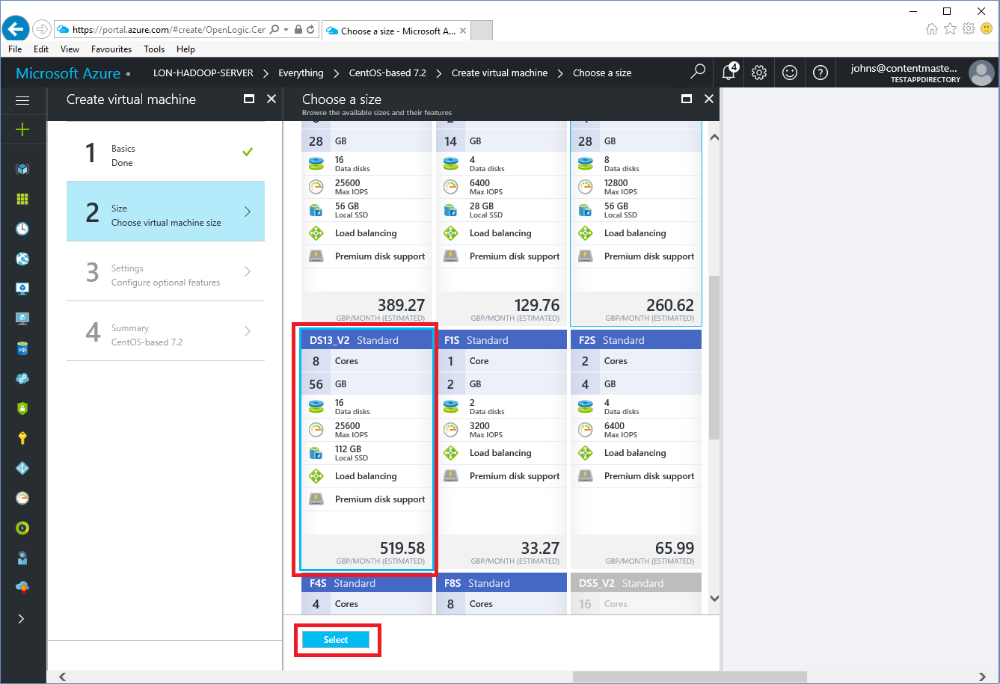 https://portal.azure.com/#create/OpenLogic.Cer
Choose a size - Microsoft A...
File Edit View Favourites Tools Help
Microsoft Azure «
LON-HADOOP-SERVER > Everything > CentOS-based 7.2 > Create virtual machine > Choose a size
4
johns@contentmaste...
TESTAPPDIRECTORY
Create virtual machine
1
Basics
Done
2
Size
Choose virtual machine size
3
Settings
Configure optional features
4
Summary
CentOS-based 7.2
SQL
Choose a size
Browse the available sizes and their features
28 GB
16
Data disks
25600
Max IOPS
56 GB
Local SSD
Load balancing
Premium disk support
389.27
GBP/MONTH (ESTIMATED)
14 GB
4
Data disks
6400
Max IOPS
28 GB
Local SSD
Load balancing
Premium disk support
129.76
GBP/MONTH (ESTIMATED)
28 GB
8
Data disks
12800
Max IOPS
56 GB
Local SSD
Load balancing
Premium disk support
260.62
GBP/MONTH (ESTIMATED)
DS13_V2 Standard
8 Cores
56 GB
16
Data disks
25600
Max IOPS
112 GB
Local SSD
Load balancing
Premium disk support
519.58
GBP/MONTH (ESTIMATED)
F1S Standard
1 Core
2 GB
2
Data disks
3200
Max IOPS
Load balancing
Premium disk support
33.27
GBP/MONTH (ESTIMATED)
F2S Standard
2 Cores
4 GB
4
Data disks
6400
Max IOPS
Load balancing
Premium disk support
65.99
GBP/MONTH (ESTIMATED)
F4S Standard
4 Cores
F8S Standard
8 Cores
DS5_V2 Standard
16 Cores
Select